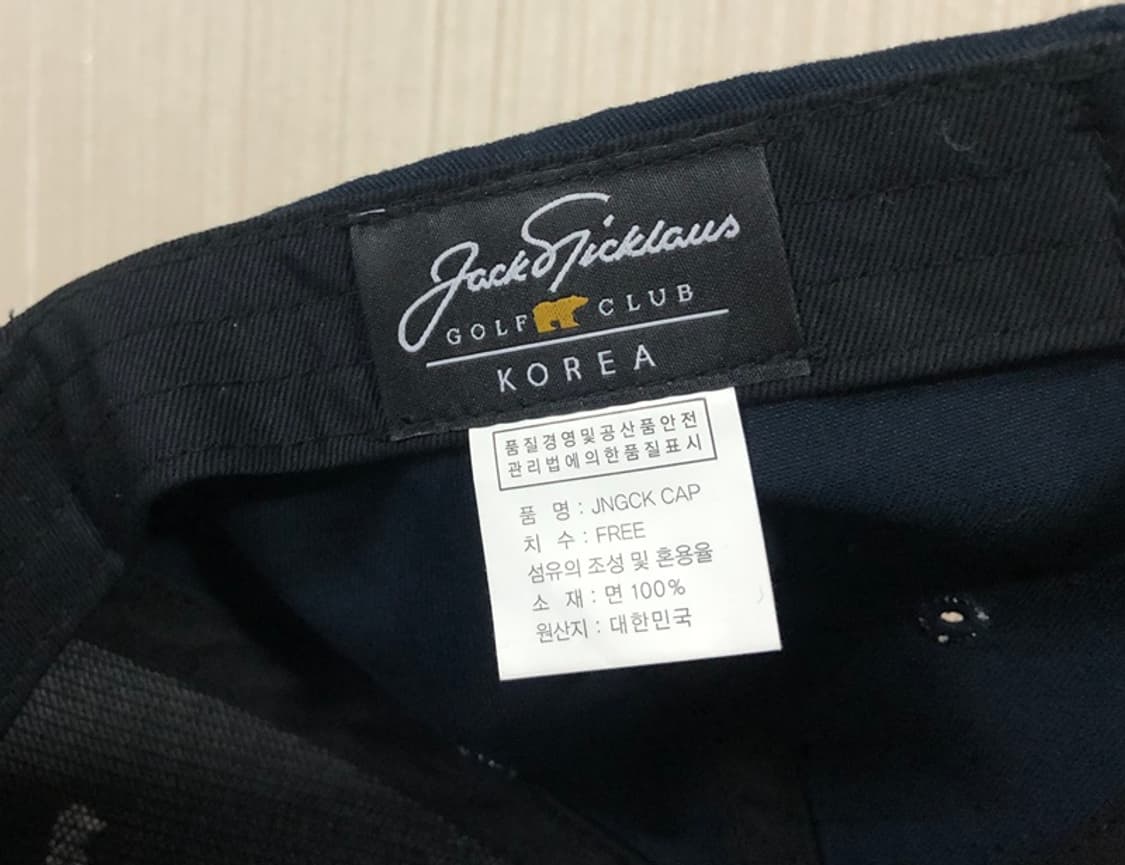 Jack Nicklaus
GOLF CLUB
KOREA
품질경영및공산품안전
관리법에의한품질표시
품 명 : JNGCK CAP
치 수 : FREE
섬유의 조성 및 혼용율
소 재 : 면 100%
원산지 : 대한민국